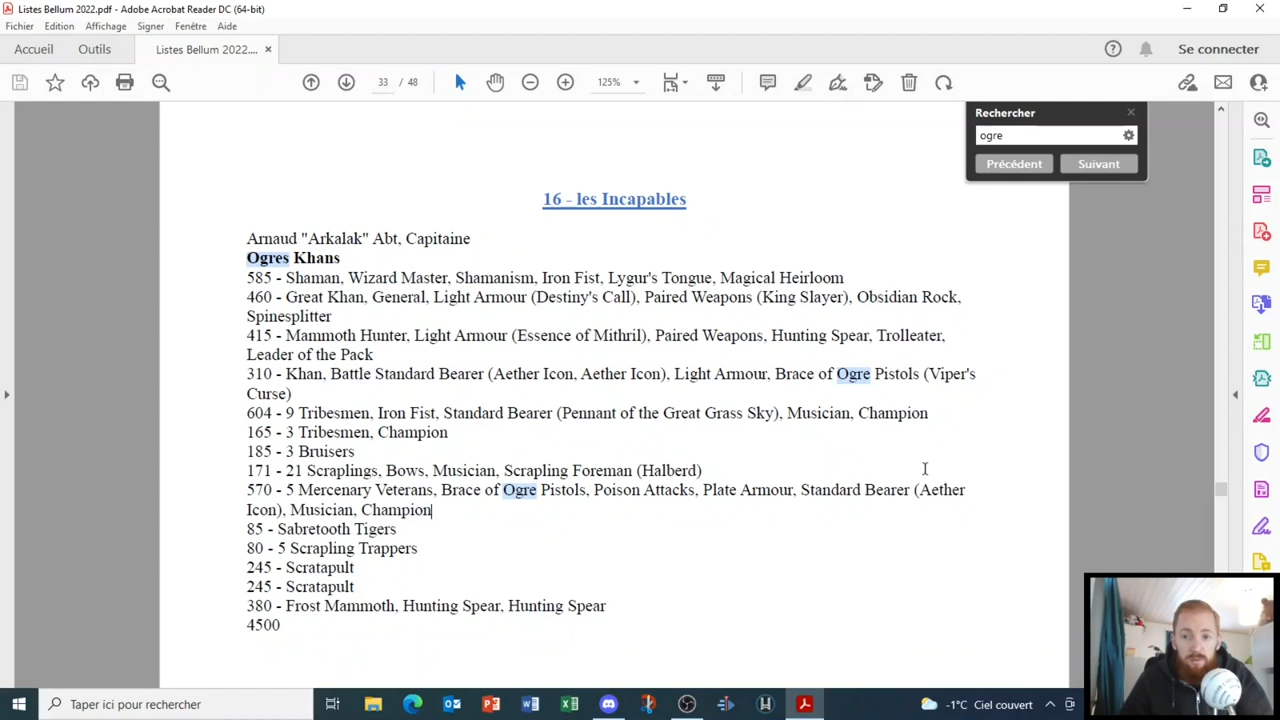 Listes Bellum 2022.pdf - Adobe Acrobat Reader DC (64-bit)
Fichier Edition Affichage Signer Fenêtre Aide
Accueil Outils Listes Bellum 2022.... × Se connecter
33 / 48 125%
Rechercher
ogre
Précédent Suivant
16 - les Incapables
Arnaud "Arkalak" Abt, Capitaine
Ogres Khans
585 - Shaman, Wizard Master, Shamanism, Iron Fist, Lygur's Tongue, Magical Heirloom
460 - Great Khan, General, Light Armour (Destiny's Call), Paired Weapons (King Slayer), Obsidian Rock,
Spinesplitter
415 - Mammoth Hunter, Light Armour (Essence of Mithril), Paired Weapons, Hunting Spear, Trolleater,
Leader of the Pack
310 - Khan, Battle Standard Bearer (Aether Icon, Aether Icon), Light Armour, Brace of Ogre Pistols (Viper's
Curse)
604 - 9 Tribesmen, Iron Fist, Standard Bearer (Pennant of the Great Grass Sky), Musician, Champion
165 - 3 Tribesmen, Champion
185 - 3 Bruisers
171 - 21 Scraplings, Bows, Musician, Scrapling Foreman (Halberd)
570 - 5 Mercenary Veterans, Brace of Ogre Pistols, Poison Attacks, Plate Armour, Standard Bearer (Aether
Icon), Musician, Champion
85 - Sabretooth Tigers
80 - 5 Scrapling Trappers
245 - Scratapult
245 - Scratapult
380 - Frost Mammoth, Hunting Spear, Hunting Spear
4500
Taper ici pour rechercher -1°C Ciel couvert